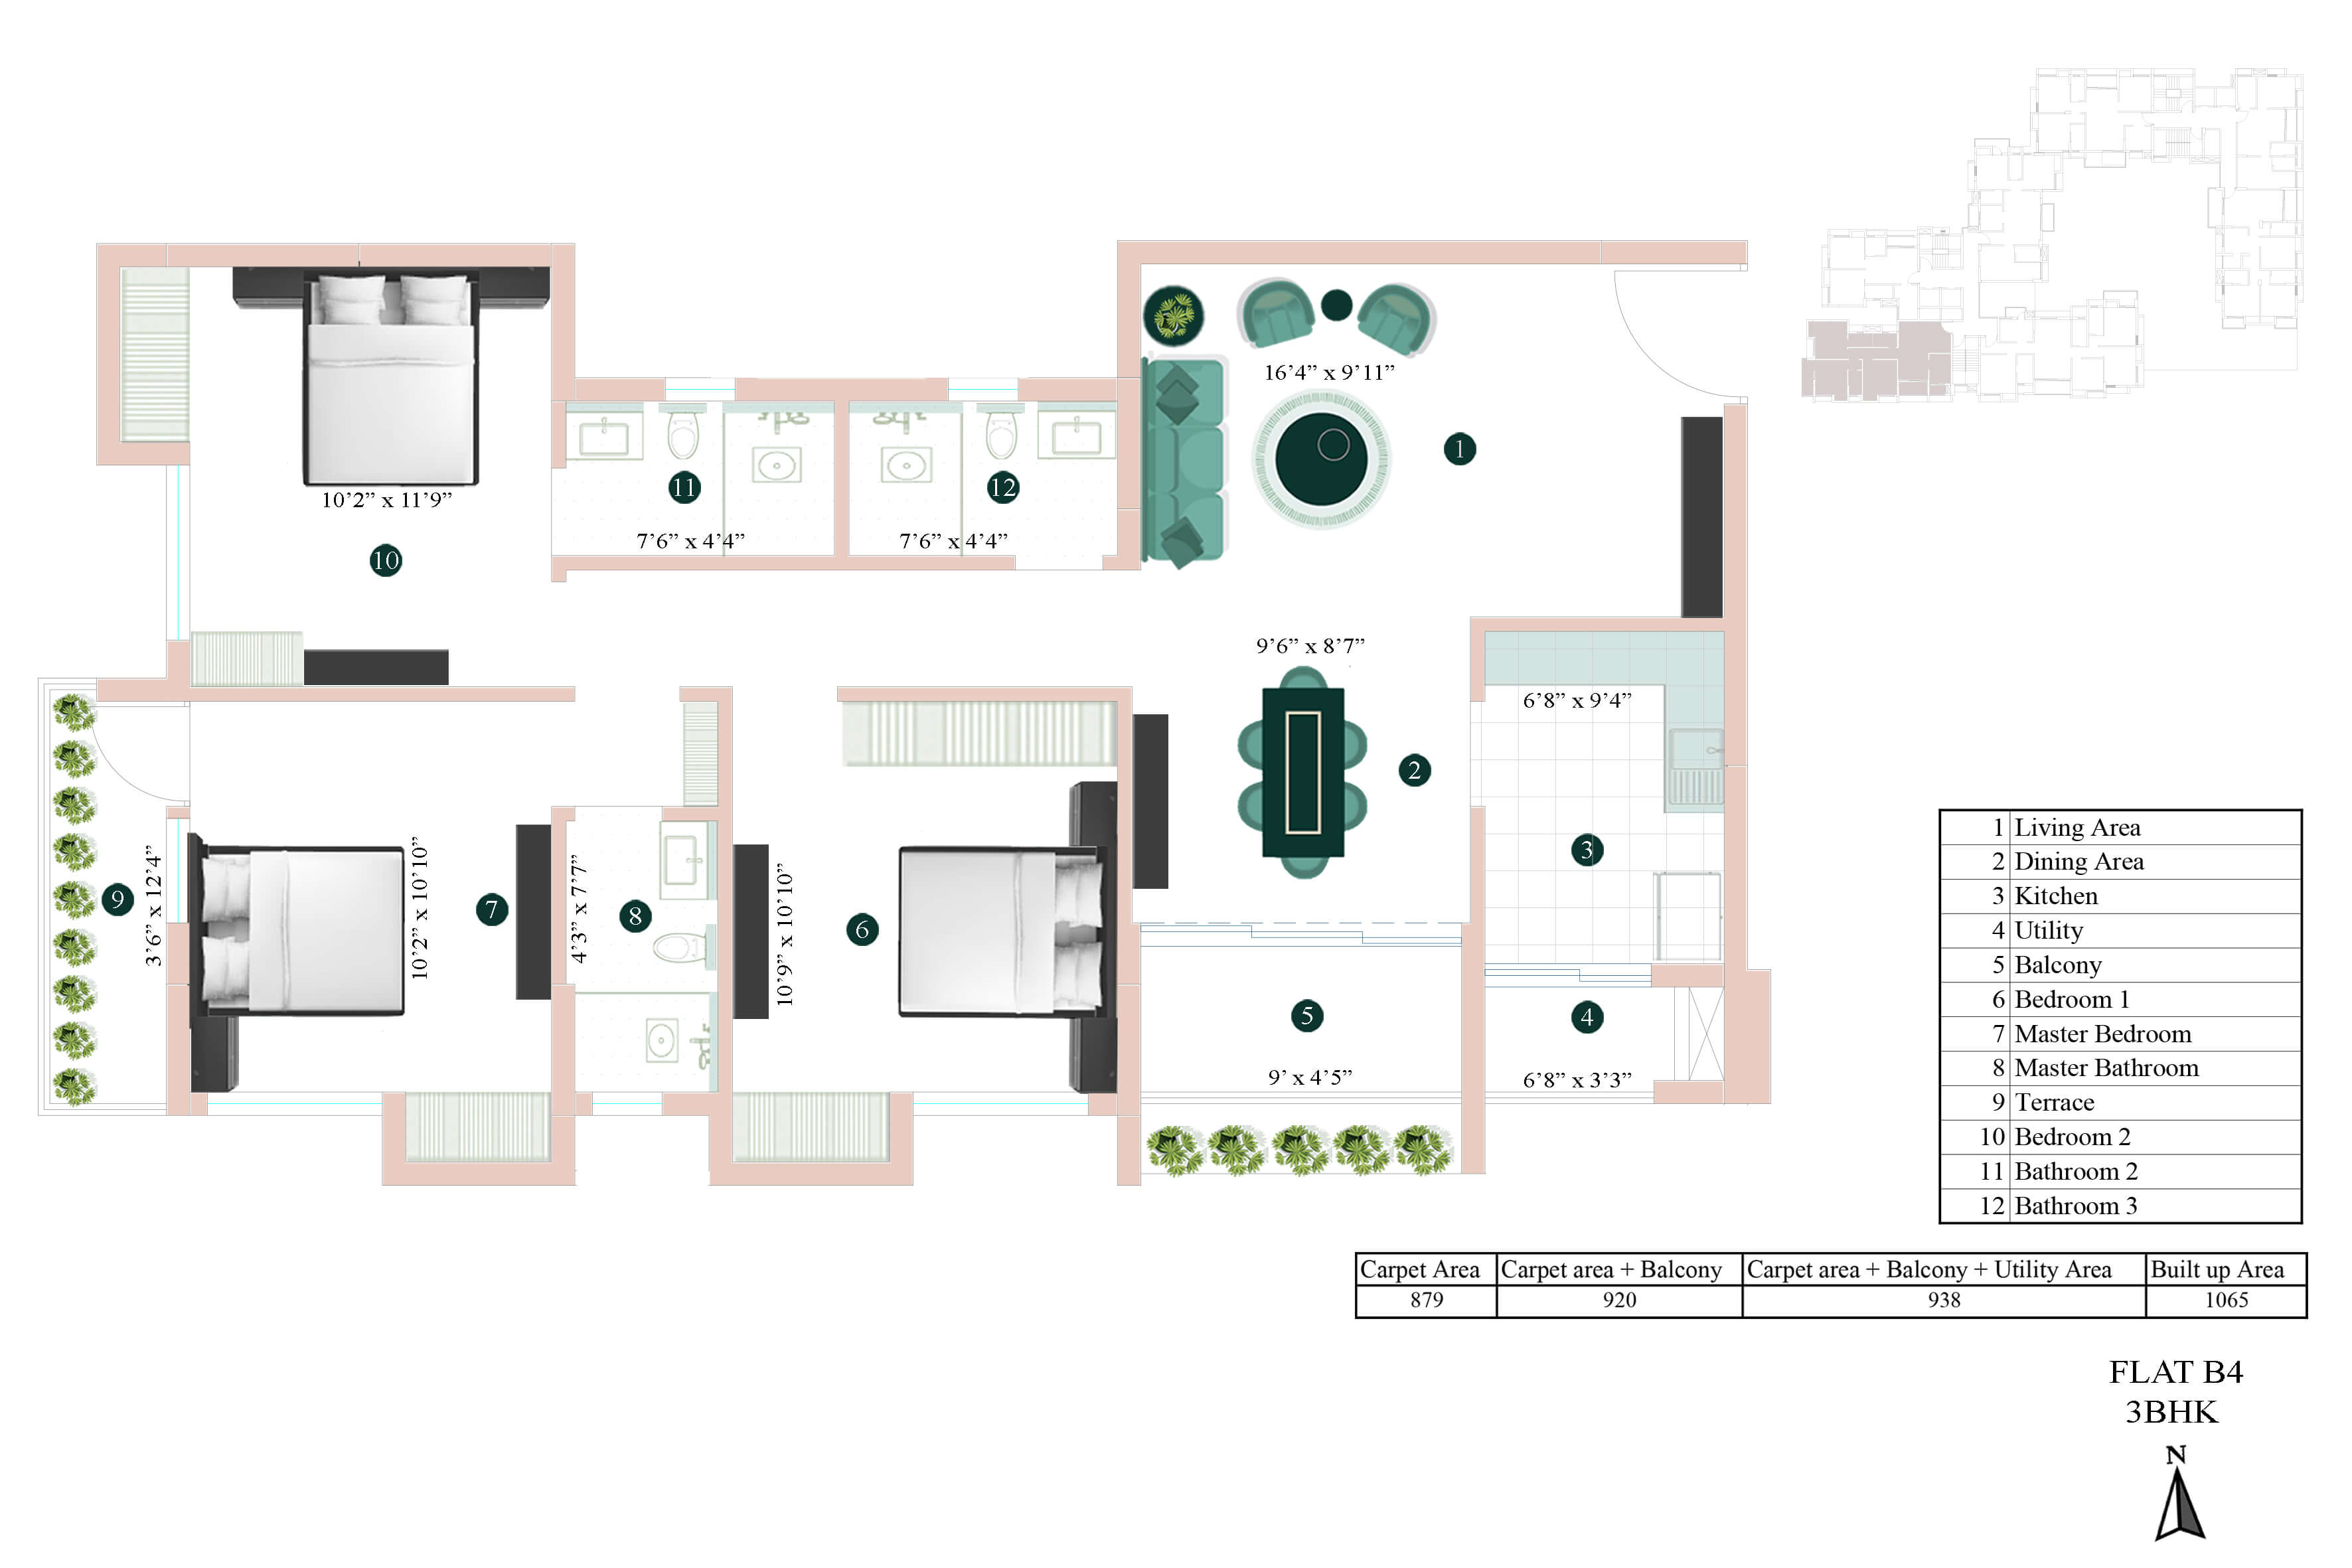 16’4” x 9’11”
1
10’2” x 11’9”
10
11
7’6” x 4’4”
12
7’6” x 4’4”
9’6” x 8’7”
2
6’8” x 9’4”
3
9
3’6” x 12’4”
10’2” x 10’10”
7
4’3” x 7’7”
8
10’9” x 10’10”
6
5
9’ x 4’5”
4
6’8” x 3’3”
1 Living Area
2 Dining Area
3 Kitchen
4 Utility
5 Balcony
6 Bedroom 1
7 Master Bedroom
8 Master Bathroom
9 Terrace
10 Bedroom 2
11 Bathroom 2
12 Bathroom 3
Carpet Area Carpet area + Balcony Carpet area + Balcony + Utility Area Built up Area
879 920 938 1065
FLAT B4
3BHK
N